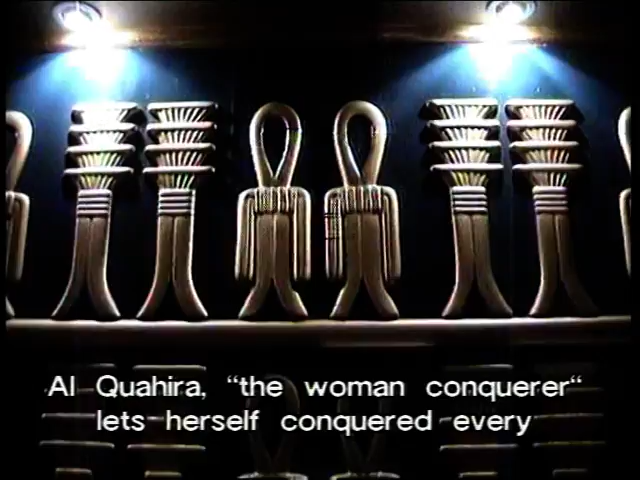 Al Quahira, “the woman conquerer“
lets herself conquered every